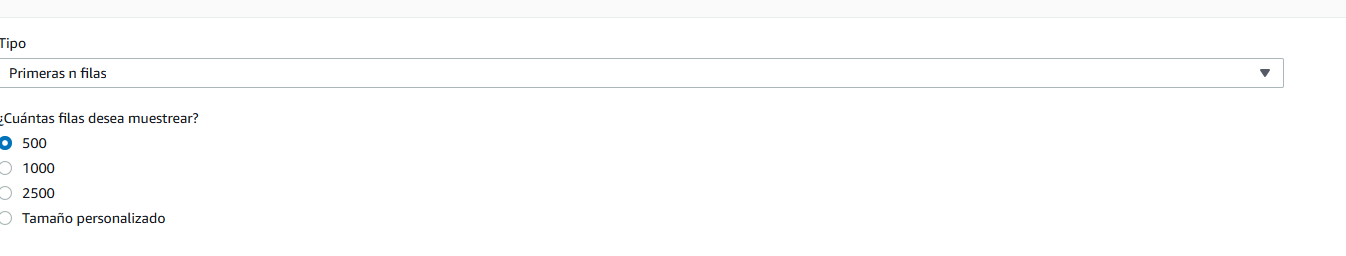 Tipo
Primeras n filas
¿Cuántas filas desea muestrear?
500
1000
2500
Tamaño personalizado